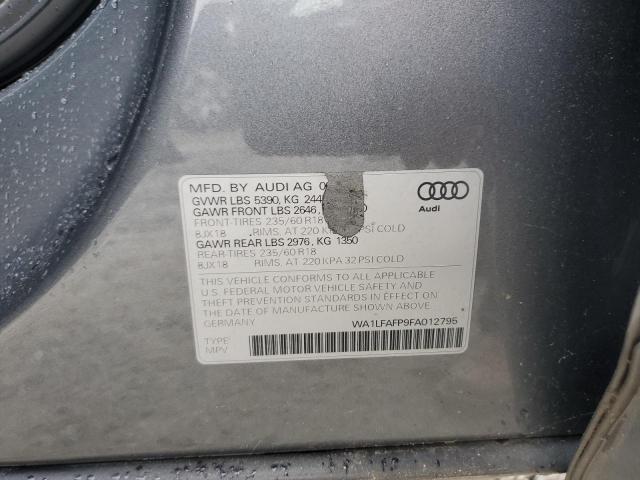 MFD. BY AUDI AG
GVWR LBS 5390, KG 244
GAWR FRONT LBS 2646,
FRONT-TIRES 235/60 R18
8JX18 RIMS, AT 220 PSI COLD
GAWR REAR LBS 2976, KG 1350
REAR-TIRES 235/60 R18
8JX18 RIMS, AT 220 KPA 32 PSI COLD
Audi
THIS VEHICLE CONFORMS TO ALL APPLICABLE
U.S. FEDERAL MOTOR VEHICLE SAFETY AND
THEFT PREVENTION STANDARDS IN EFFECT ON
THE DATE OF MANUFACTURE SHOWN ABOVE.
GERMANY
WA1LFAFP9FA012795
TYPE:
MPV